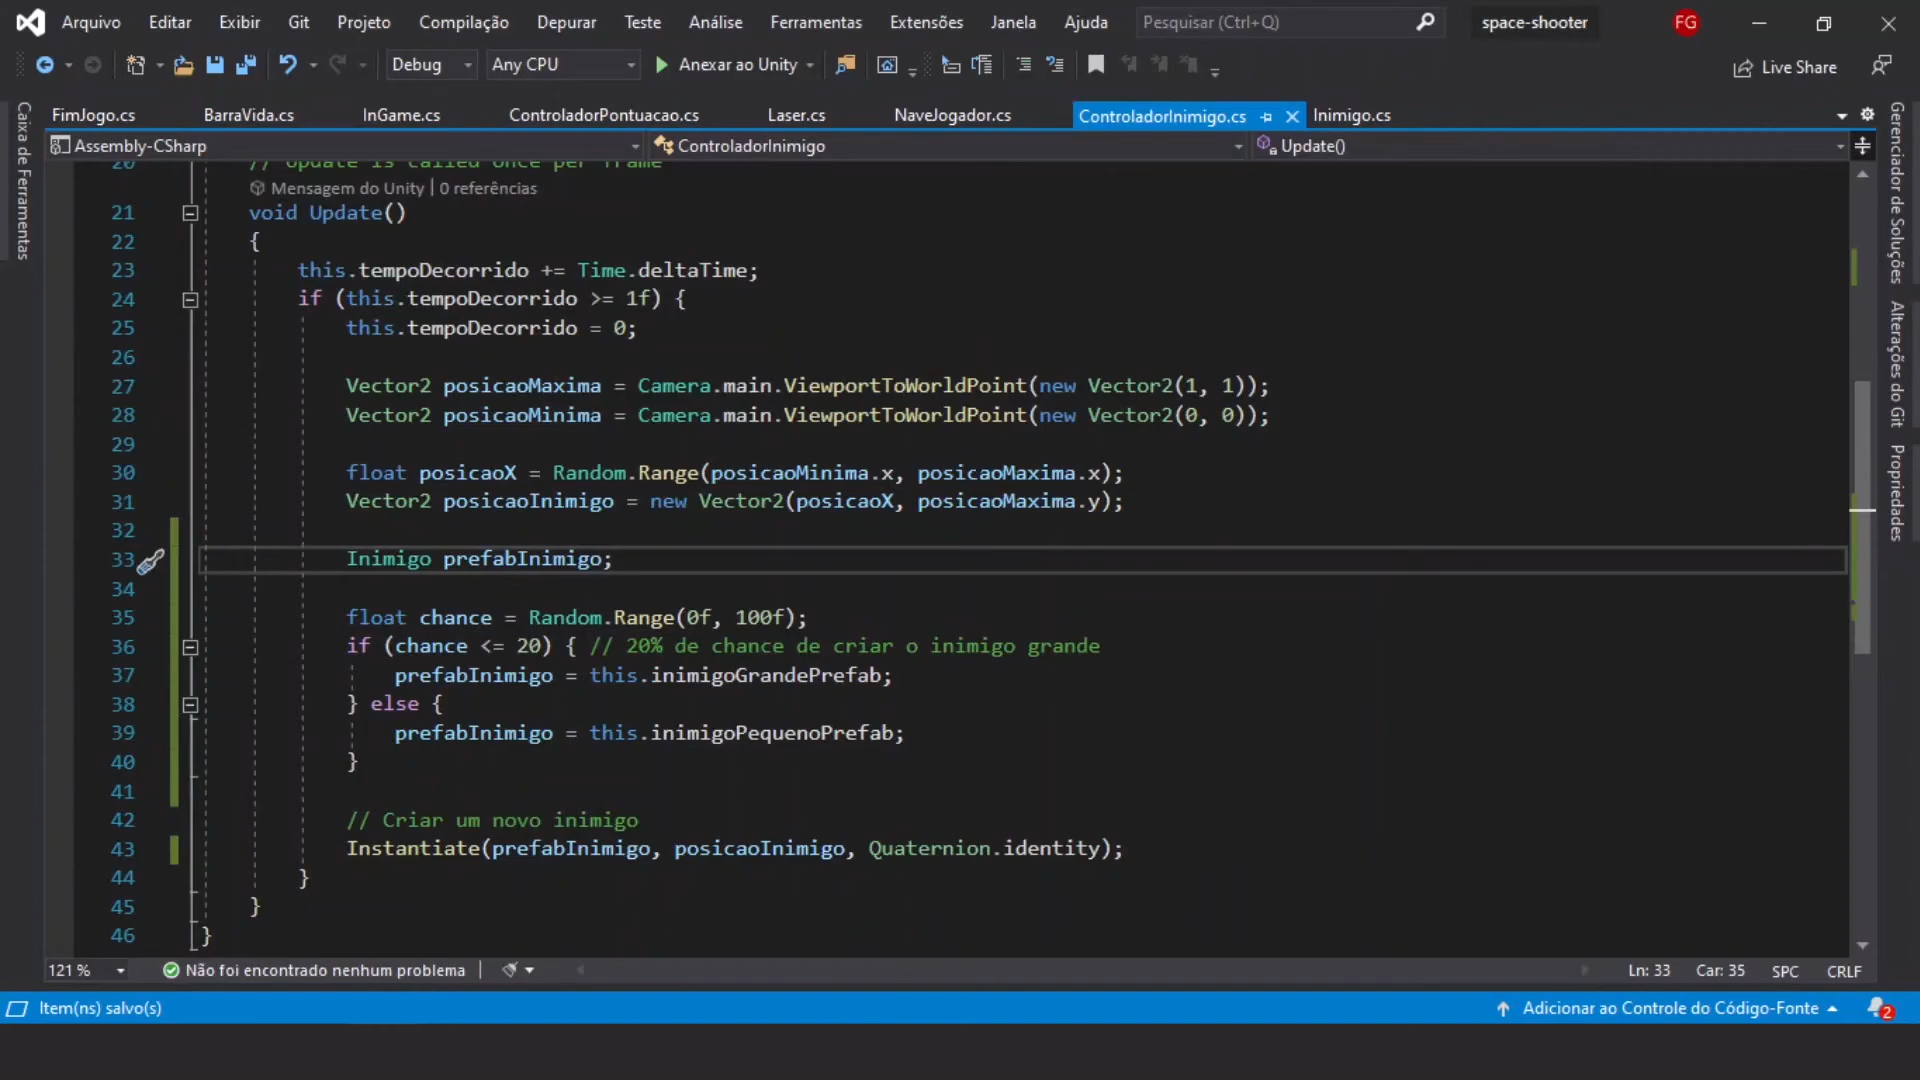 Arquivo Editar Exibir Git Projeto Compilação Depurar Teste Análise Ferramentas Extensões Janela Ajuda Pesquisar (Ctrl+Q) space-shooter FG
Debug Any CPU Anexar ao Unity Live Share
FimJogo.cs BarraVida.cs InGame.cs ControladorPontuacao.cs Laser.cs NaveJogador.cs ControladorInimigo.cs Inimigo.cs
Assembly-CSharp ControladorInimigo Update()
Caixa de Ferramentas
Gerenciador de Soluções
Alterações do Git
Propriedades
20 // Update is called once per frame
Mensagem do Unity | 0 referências
21 void Update()
22 {
23 this.tempoDecorrido += Time.deltaTime;
24 if (this.tempoDecorrido >= 1f) {
25 this.tempoDecorrido = 0;
26
27 Vector2 posicaoMaxima = Camera.main.ViewportToWorldPoint(new Vector2(1, 1));
28 Vector2 posicaoMinima = Camera.main.ViewportToWorldPoint(new Vector2(0, 0));
29
30 float posicaoX = Random.Range(posicaoMinima.x, posicaoMaxima.x);
31 Vector2 posicaoInimigo = new Vector2(posicaoX, posicaoMaxima.y);
32
33 Inimigo prefabInimigo;
34
35 float chance = Random.Range(0f, 100f);
36 if (chance <= 20) { // 20% de chance de criar o inimigo grande
37 prefabInimigo = this.inimigoGrandePrefab;
38 } else {
39 prefabInimigo = this.inimigoPequenoPrefab;
40 }
41
42 // Criar um novo inimigo
43 Instantiate(prefabInimigo, posicaoInimigo, Quaternion.identity);
44 }
45 }
46 }
121 % Não foi encontrado nenhum problema Ln: 33 Car: 35 SPC CRLF
Item(ns) salvo(s) Adicionar ao Controle do Código-Fonte 2